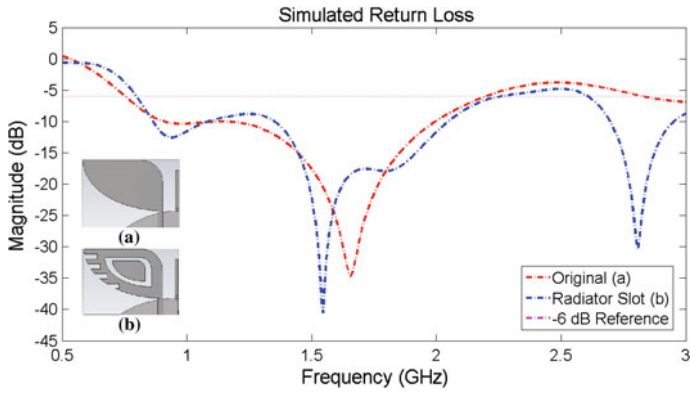 Simulated Return Loss
Magnitude (dB)
5
0
-5
-10
-15
-20
-25
-30
-35
-40
-45
(a)
(b)
Original (a)
Radiator Slot (b)
-6 dB Reference
0.5
1
1.5
2
2.5
3
Frequency (GHz)